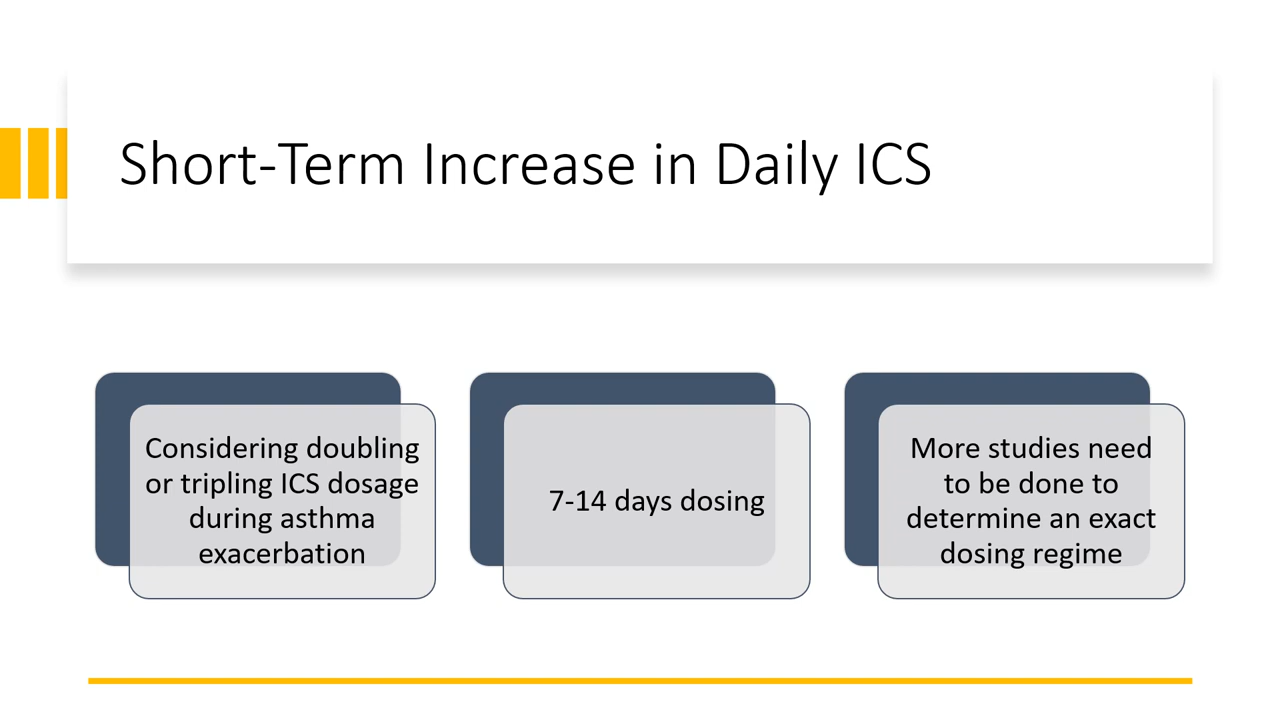 Short-Term Increase in Daily ICS
Considering doubling
or tripling ICS dosage
during asthma
exacerbation
7-14 days dosing
More studies need
to be done to
determine an exact
dosing regime